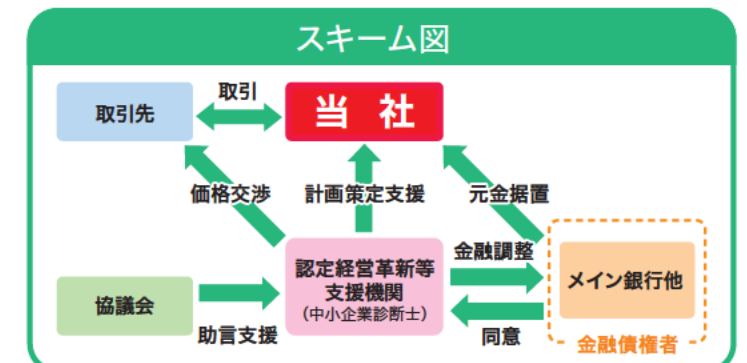 スキーム図
取引先
取引
当 社
価格交渉
計画策定支援
元金据置
協議会
助言支援
認定経営革新等
支援機関
（中小企業診断士）
金融調整
同意
メイン銀行他
金融債権者